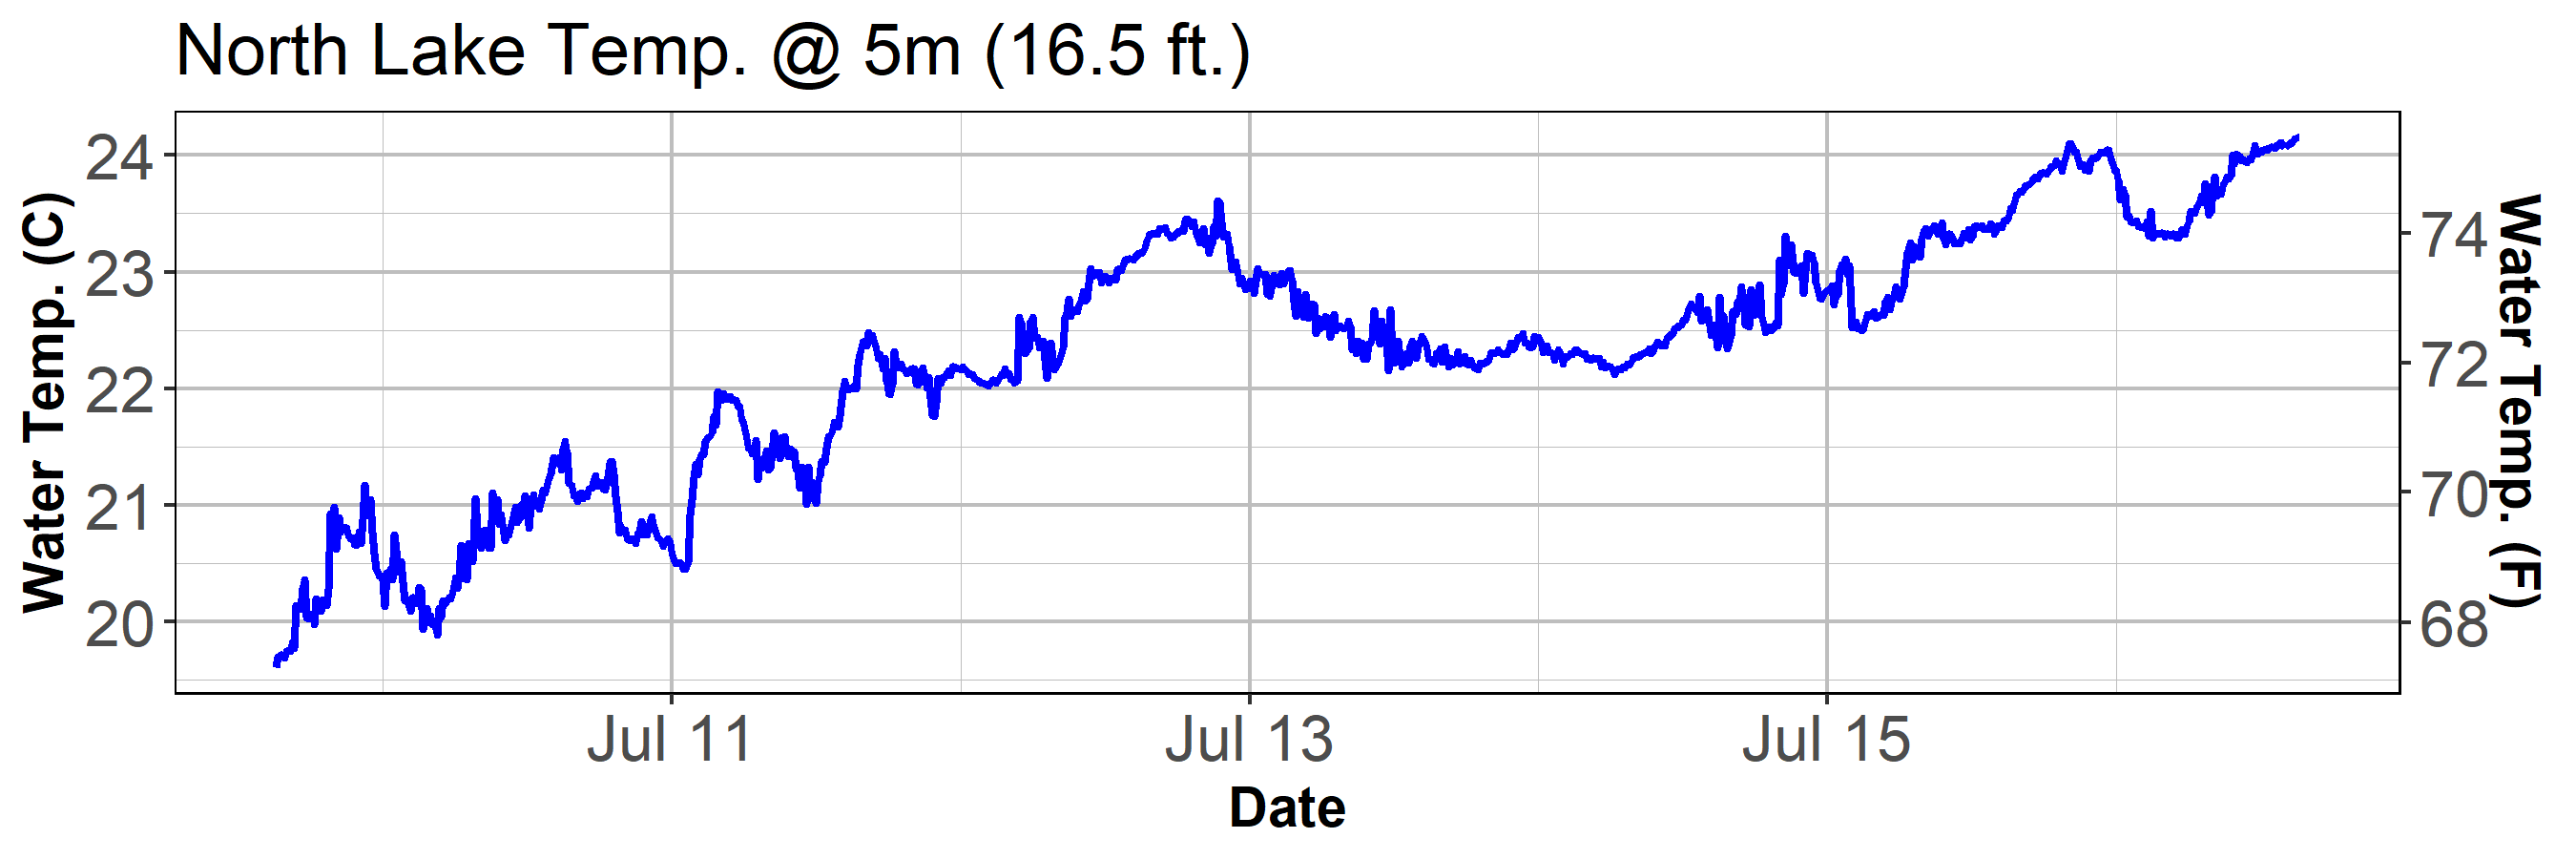 North Lake Temp. @ 5m (16.5 ft.)
Water Temp. (C)
24
23
22
21
20
74
72
70
68
Water Temp. (F)
Jul 11
Jul 13
Jul 15
Date